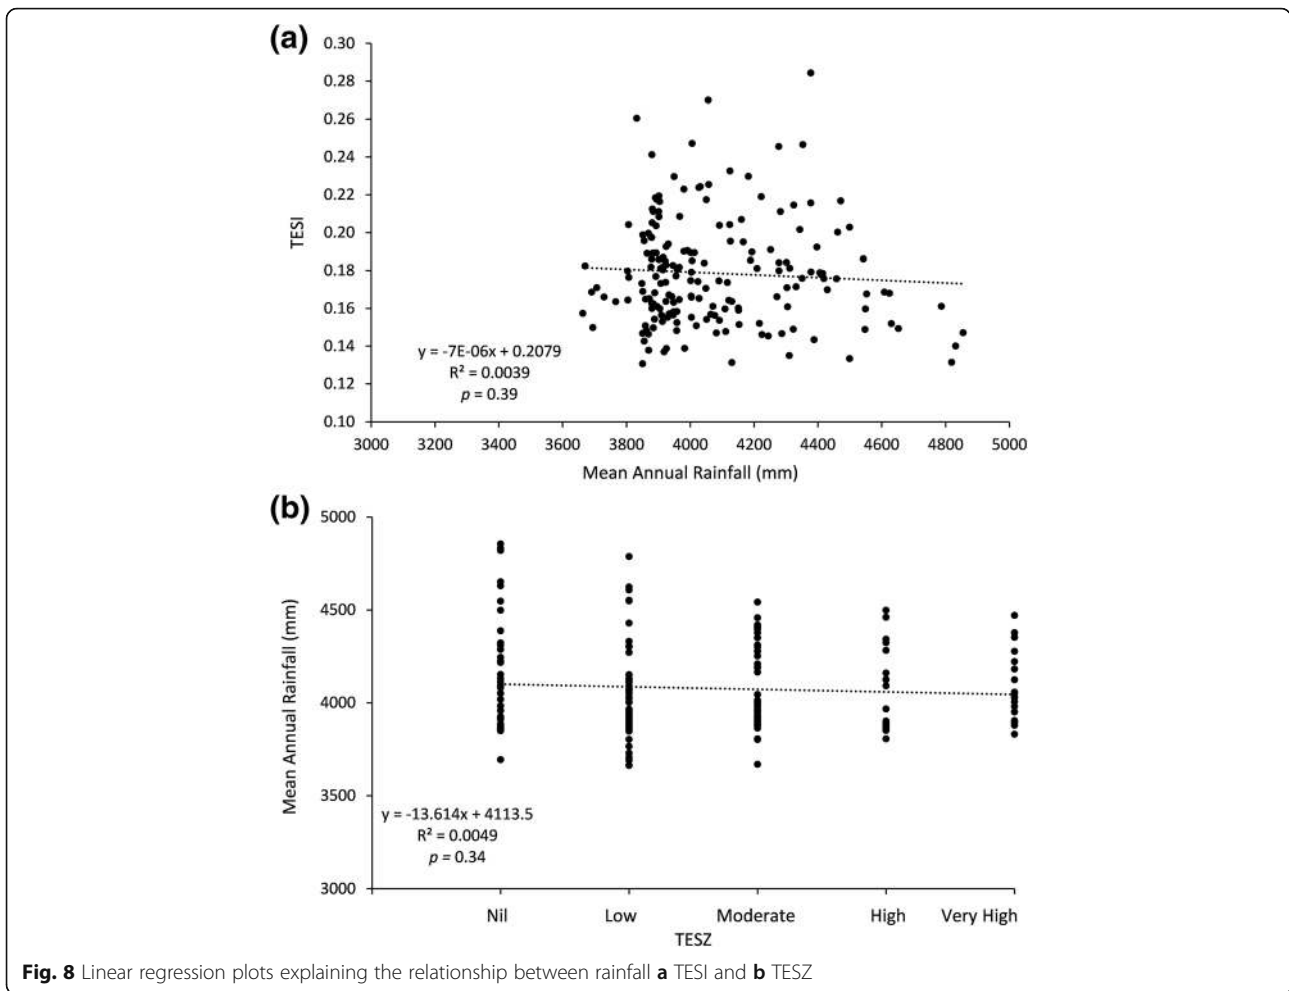 (a)
0.30
0.28
0.26
0.24
0.22
0.20
0.18
0.16
0.14
0.12
0.10
TESI
y = -7E-06x + 0.2079
R² = 0.0039
p = 0.39
3000 3200 3400 3600 3800 4000 4200 4400 4600 4800 5000
Mean Annual Rainfall (mm)
(b)
5000
4500
4000
3500
3000
Mean Annual Rainfall (mm)
y = -13.614x + 4113.5
R² = 0.0049
p = 0.34
Nil Low Moderate High Very High
TESZ
Fig. 8 Linear regression plots explaining the relationship between rainfall a TESI and b TESZ